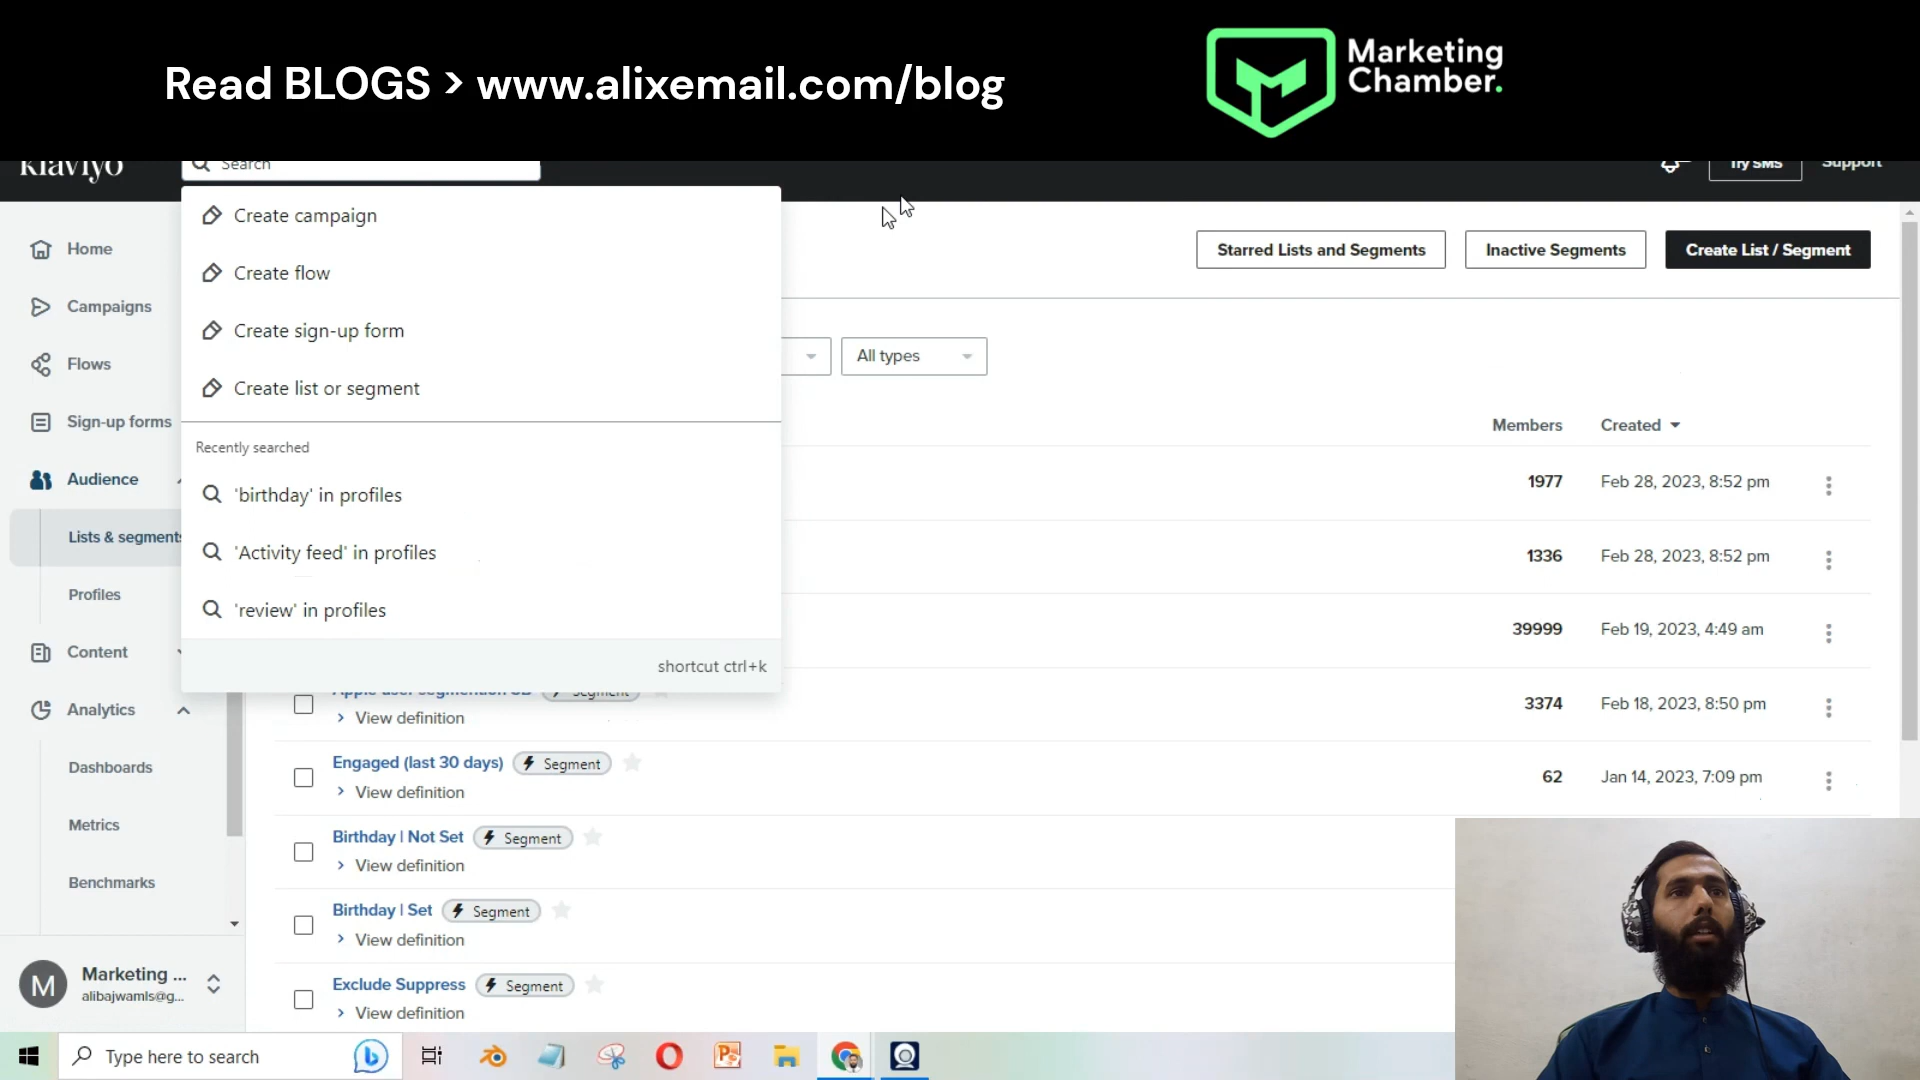 Read BLOGS > www.alixemail.com/blog
Marketing
Chamber.
klaviyo
Search
Try SMS
Support
Create campaign
Create flow
Create sign-up form
Create list or segment
Recently searched
'birthday' in profiles
'Activity feed' in profiles
'review' in profiles
shortcut ctrl+k
Home
Campaigns
Flows
Sign-up forms
Audience
Lists & segments
Profiles
Content
Analytics
Dashboards
Metrics
Benchmarks
M
Marketing ...
alibajwamls@g...
Starred Lists and Segments
Inactive Segments
Create List / Segment
All types
Members
Created
1977
Feb 28, 2023, 8:52 pm
1336
Feb 28, 2023, 8:52 pm
39999
Feb 19, 2023, 4:49 am
Segment
View definition
3374
Feb 18, 2023, 8:50 pm
Engaged (last 30 days)
Segment
View definition
62
Jan 14, 2023, 7:09 pm
Birthday | Not Set
Segment
View definition
Birthday | Set
Segment
View definition
Exclude Suppress
Segment
View definition
Type here to search